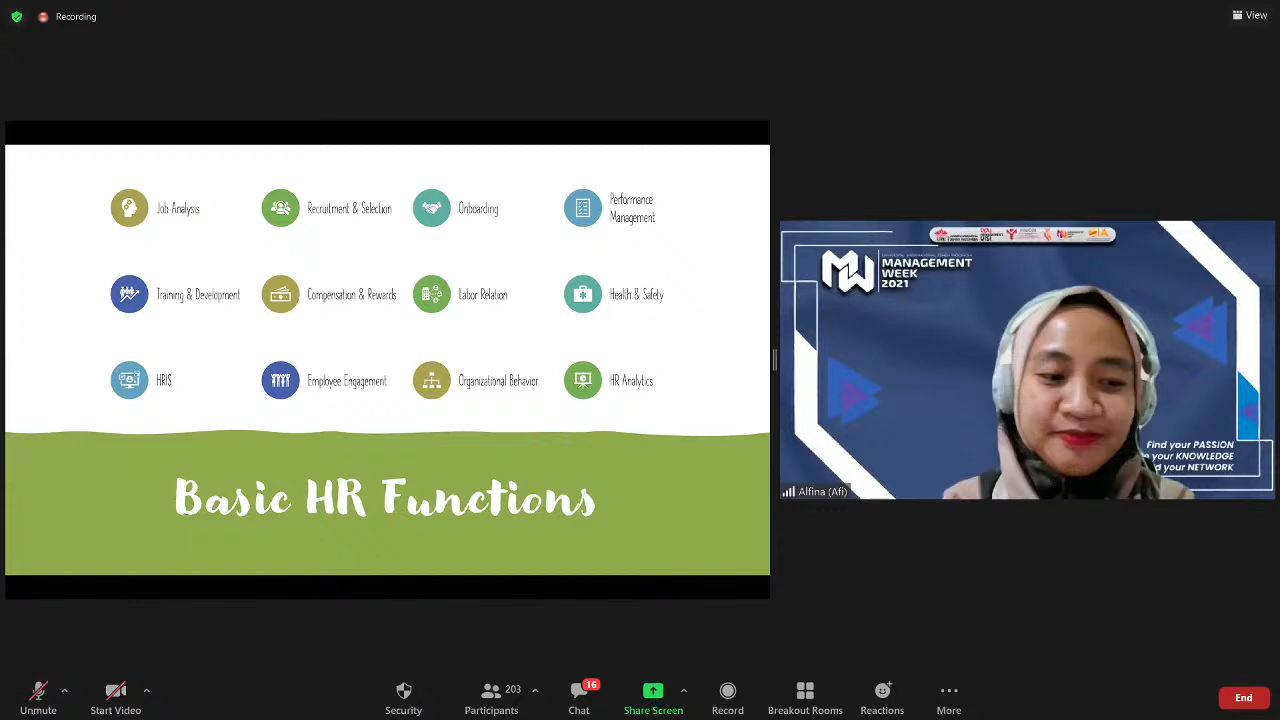 Recording
View
Job Analysis
Recruitment & Selection
Onboarding
Performance
Management
Training & Development
Compensation & Rewards
Labor Relation
Health & Safety
HRIS
Employee Engagement
Organizational Behavior
HR Analytics
Basic HR Functions
MANAGEMENT
WEEK
2021
Find your PASSION
your KNOWLEDGE
your NETWORK
Alfina (Afi)
Unmute
Start Video
Security
Participants
203
Chat
16
Share Screen
Record
Breakout Rooms
Reactions
More
End